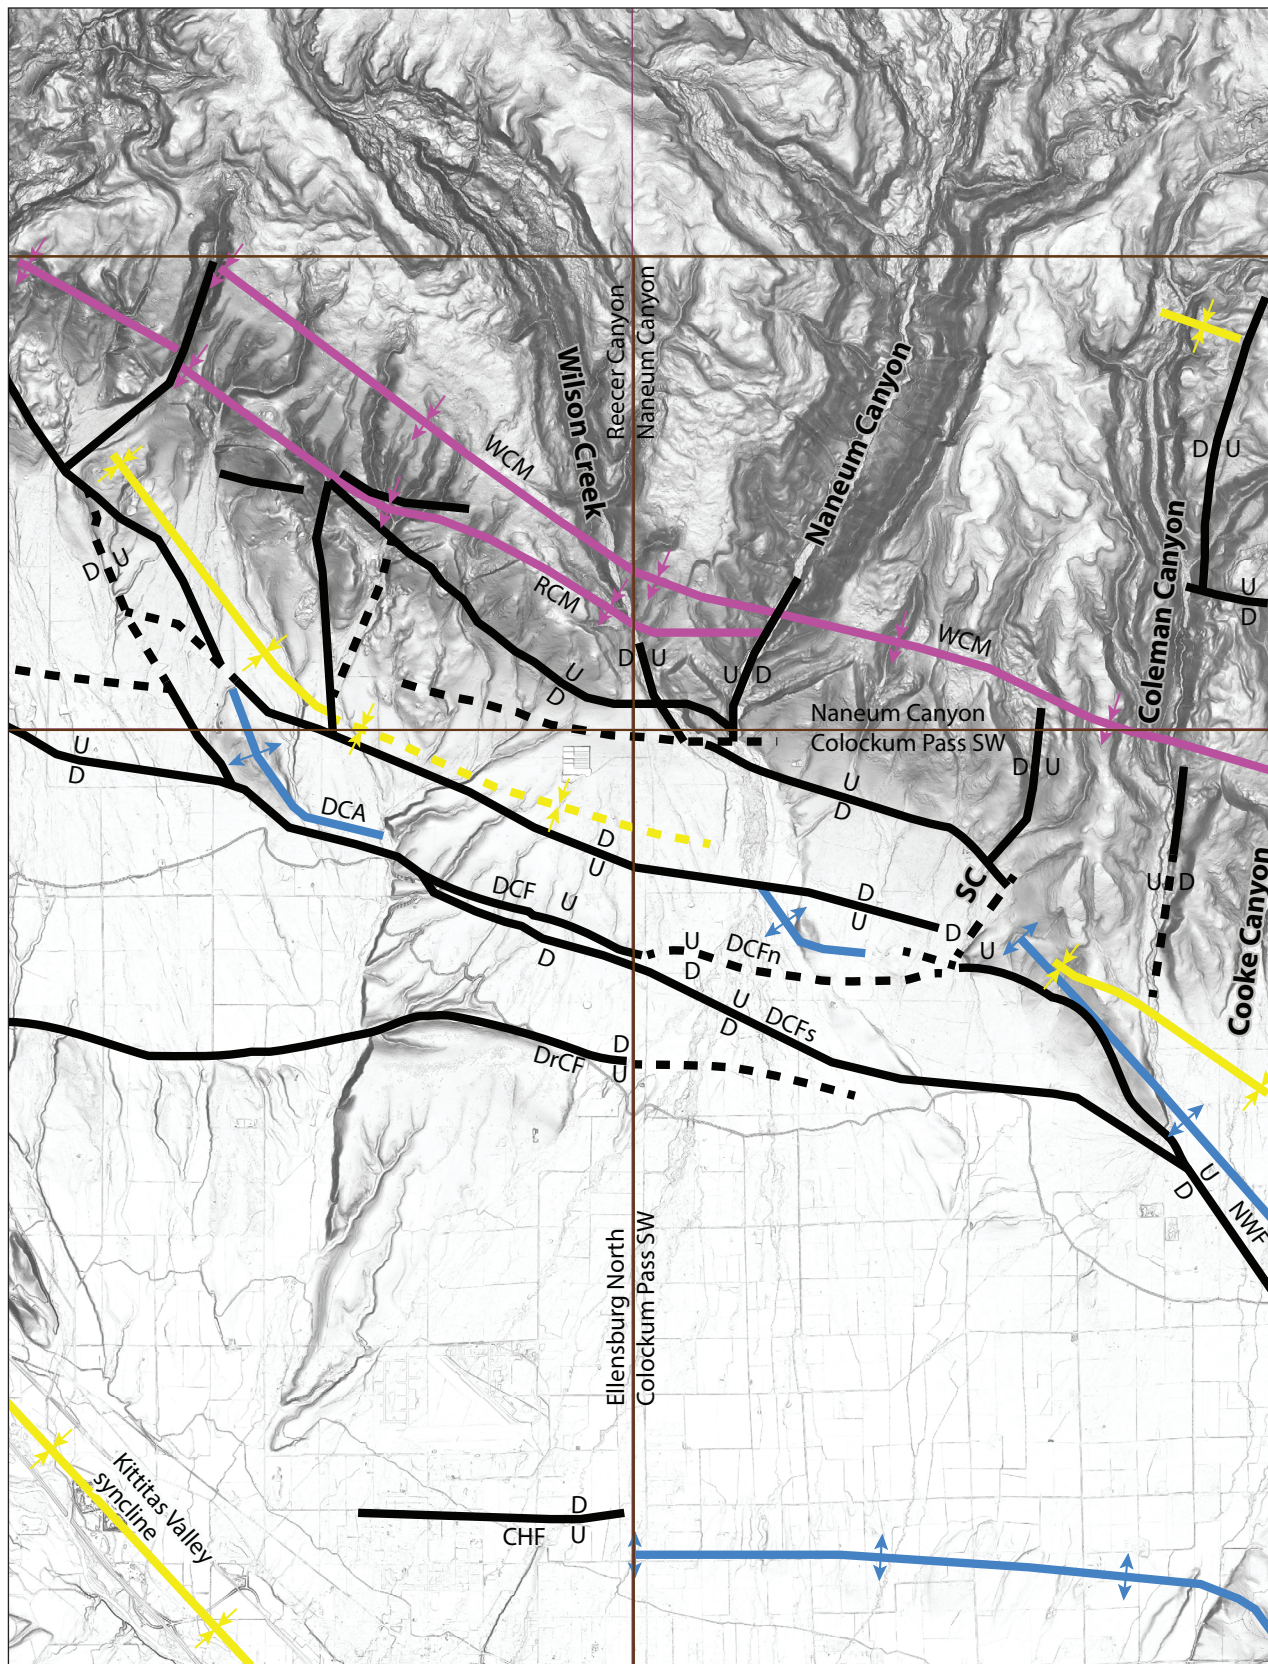 Reecer Canyon
Naneum Canyon
Wilson Creek
Naneum Canyon
WCM
D U
Coleman Canyon
D U
RCM
U
D
WCM
D U
U D
U
D
Naneum Canyon
Colockum Pass SW
U
D
D U
U
D
DCA
D
U
SC
U D
Cooke Canyon
DCF
U
D
U
D
U
D
U
D
DCFn
U
D
DCFs
D
U
DrCF
U
D
NWF
Ellensburg North
Colockum Pass SW
Kittitas Valley
syncline
D
U
CHF